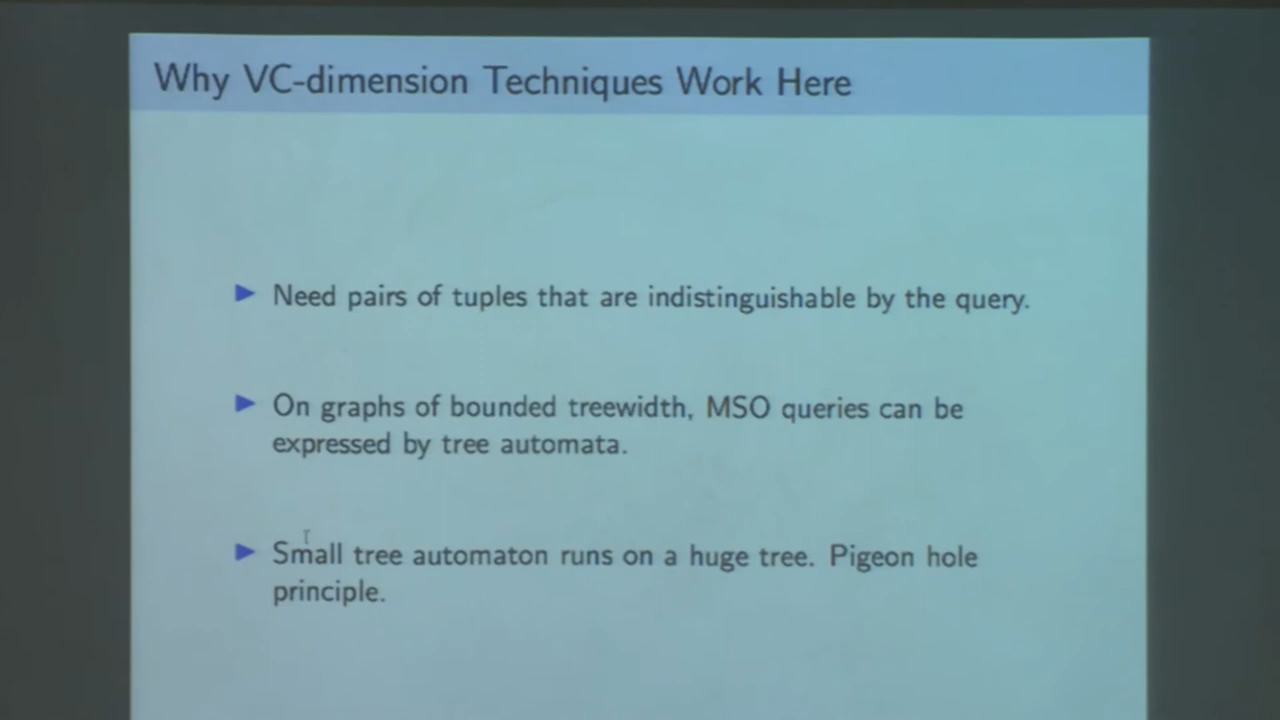 Why VC-dimension Techniques Work Here
Need pairs of tuples that are indistinguishable by the query.
On graphs of bounded treewidth, MSO queries can be
expressed by tree automata.
Small tree automaton runs on a huge tree. Pigeon hole
principle.